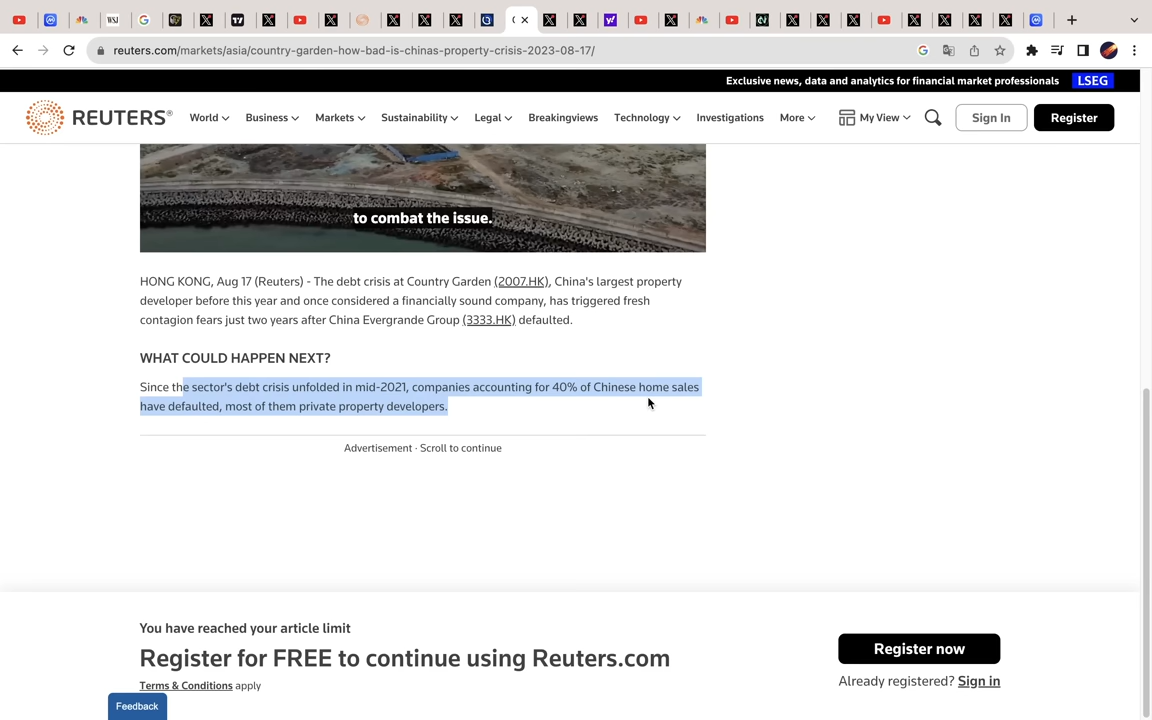 WSJ
reuters.com/markets/asia/country-garden-how-bad-is-chinas-property-crisis-2023-08-17/
Exclusive news, data and analytics for financial market professionals LSEG
REUTERS® World Business Markets Sustainability Legal Breakingviews Technology Investigations More My View Sign In Register
to combat the issue.
HONG KONG, Aug 17 (Reuters) - The debt crisis at Country Garden (2007.HK), China's largest property
developer before this year and once considered a financially sound company, has triggered fresh
contagion fears just two years after China Evergrande Group (3333.HK) defaulted.
WHAT COULD HAPPEN NEXT?
Since the sector's debt crisis unfolded in mid-2021, companies accounting for 40% of Chinese home sales
have defaulted, most of them private property developers.
Advertisement · Scroll to continue
You have reached your article limit
Register for FREE to continue using Reuters.com
Terms & Conditions apply
Register now
Already registered? Sign in
Feedback